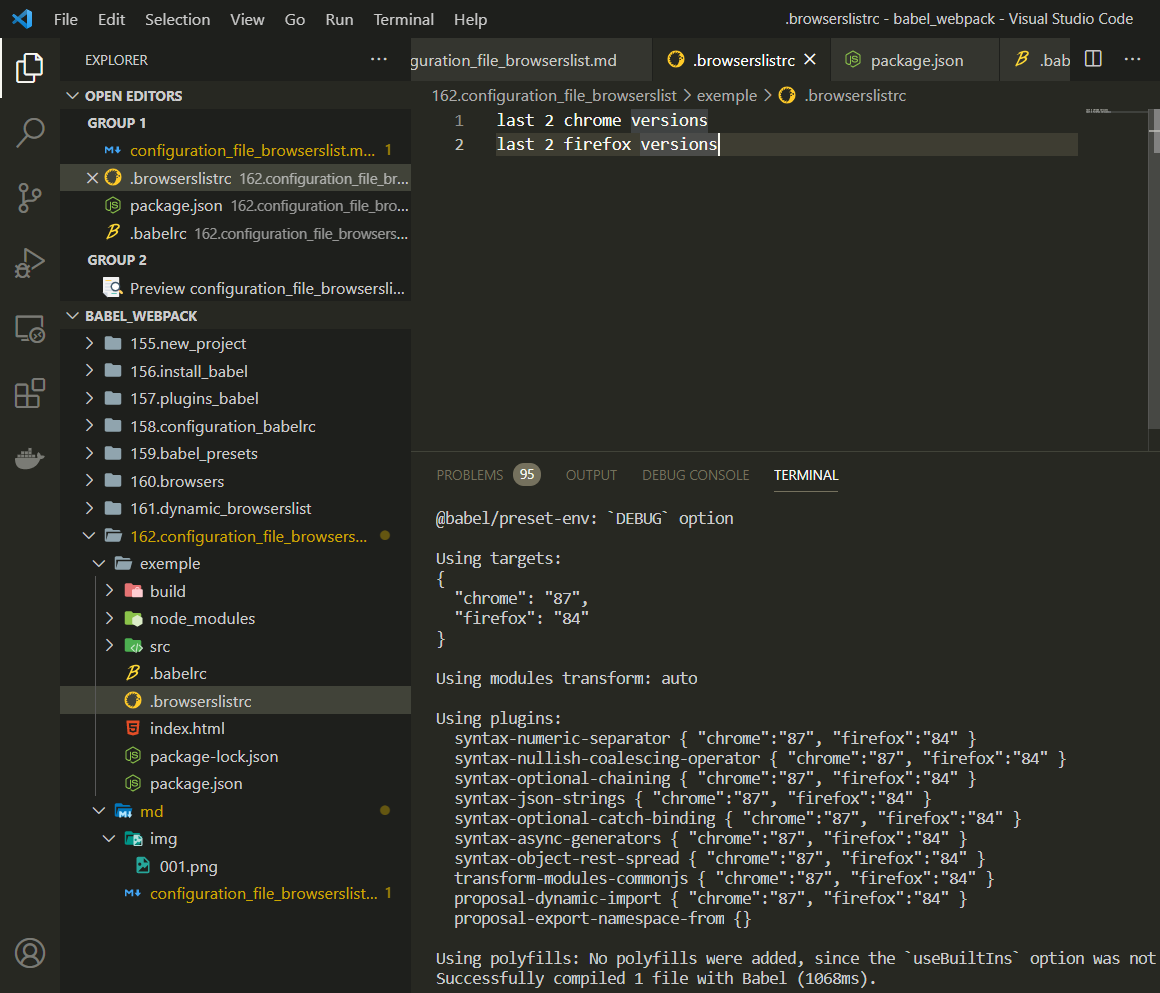 File Edit Selection View Go Run Terminal Help .browserslistrc - babel_webpack - Visual Studio Code
EXPLORER
OPEN EDITORS
GROUP 1
configuration_file_browserslist.m... 1
.browserslistrc 162.configuration_file_br...
package.json 162.configuration_file_bro...
.babelrc 162.configuration_file_browsers...
GROUP 2
Preview configuration_file_browsersli...
BABEL_WEBPACK
155.new_project
156.install_babel
157.plugins_babel
158.configuration_babelrc
159.babel_presets
160.browsers
161.dynamic_browserslist
162.configuration_file_browsers...
exemple
build
node_modules
src
.babelrc
.browserslistrc
index.html
package-lock.json
package.json
md
img
001.png
configuration_file_browserslist... 1
guration_file_browserslist.md .browserslistrc package.json .bab
162.configuration_file_browserslist > exemple > .browserslistrc
1 last 2 chrome versions
2 last 2 firefox versions
PROBLEMS 95 OUTPUT DEBUG CONSOLE TERMINAL
@babel/preset-env: `DEBUG` option
Using targets:
{
"chrome": "87",
"firefox": "84"
}
Using modules transform: auto
Using plugins:
syntax-numeric-separator { "chrome":"87", "firefox":"84" }
syntax-nullish-coalescing-operator { "chrome":"87", "firefox":"84" }
syntax-optional-chaining { "chrome":"87", "firefox":"84" }
syntax-json-strings { "chrome":"87", "firefox":"84" }
syntax-optional-catch-binding { "chrome":"87", "firefox":"84" }
syntax-async-generators { "chrome":"87", "firefox":"84" }
syntax-object-rest-spread { "chrome":"87", "firefox":"84" }
transform-modules-commonjs { "chrome":"87", "firefox":"84" }
proposal-dynamic-import { "chrome":"87", "firefox":"84" }
proposal-export-namespace-from {}
Using polyfills: No polyfills were added, since the `useBuiltIns` option was not
Successfully compiled 1 file with Babel (1068ms).